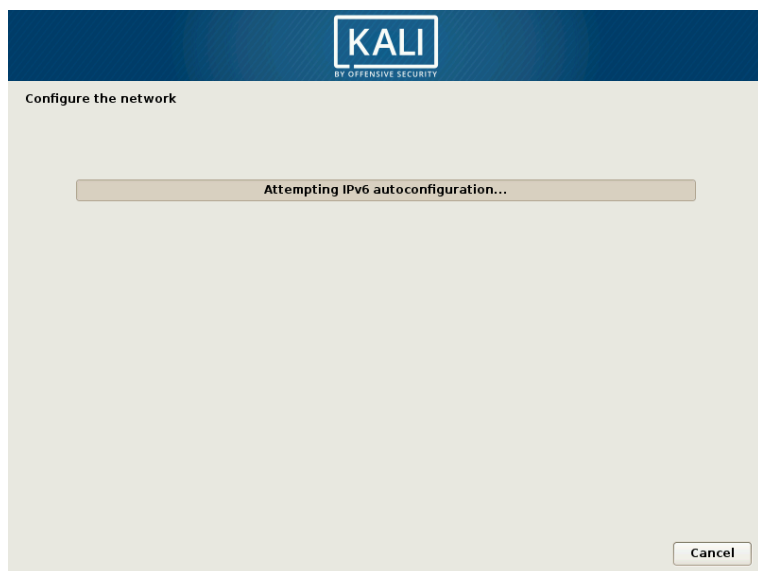 KALI
BY OFFENSIVE SECURITY
Configure the network
Attempting IPv6 autoconfiguration...
Cancel